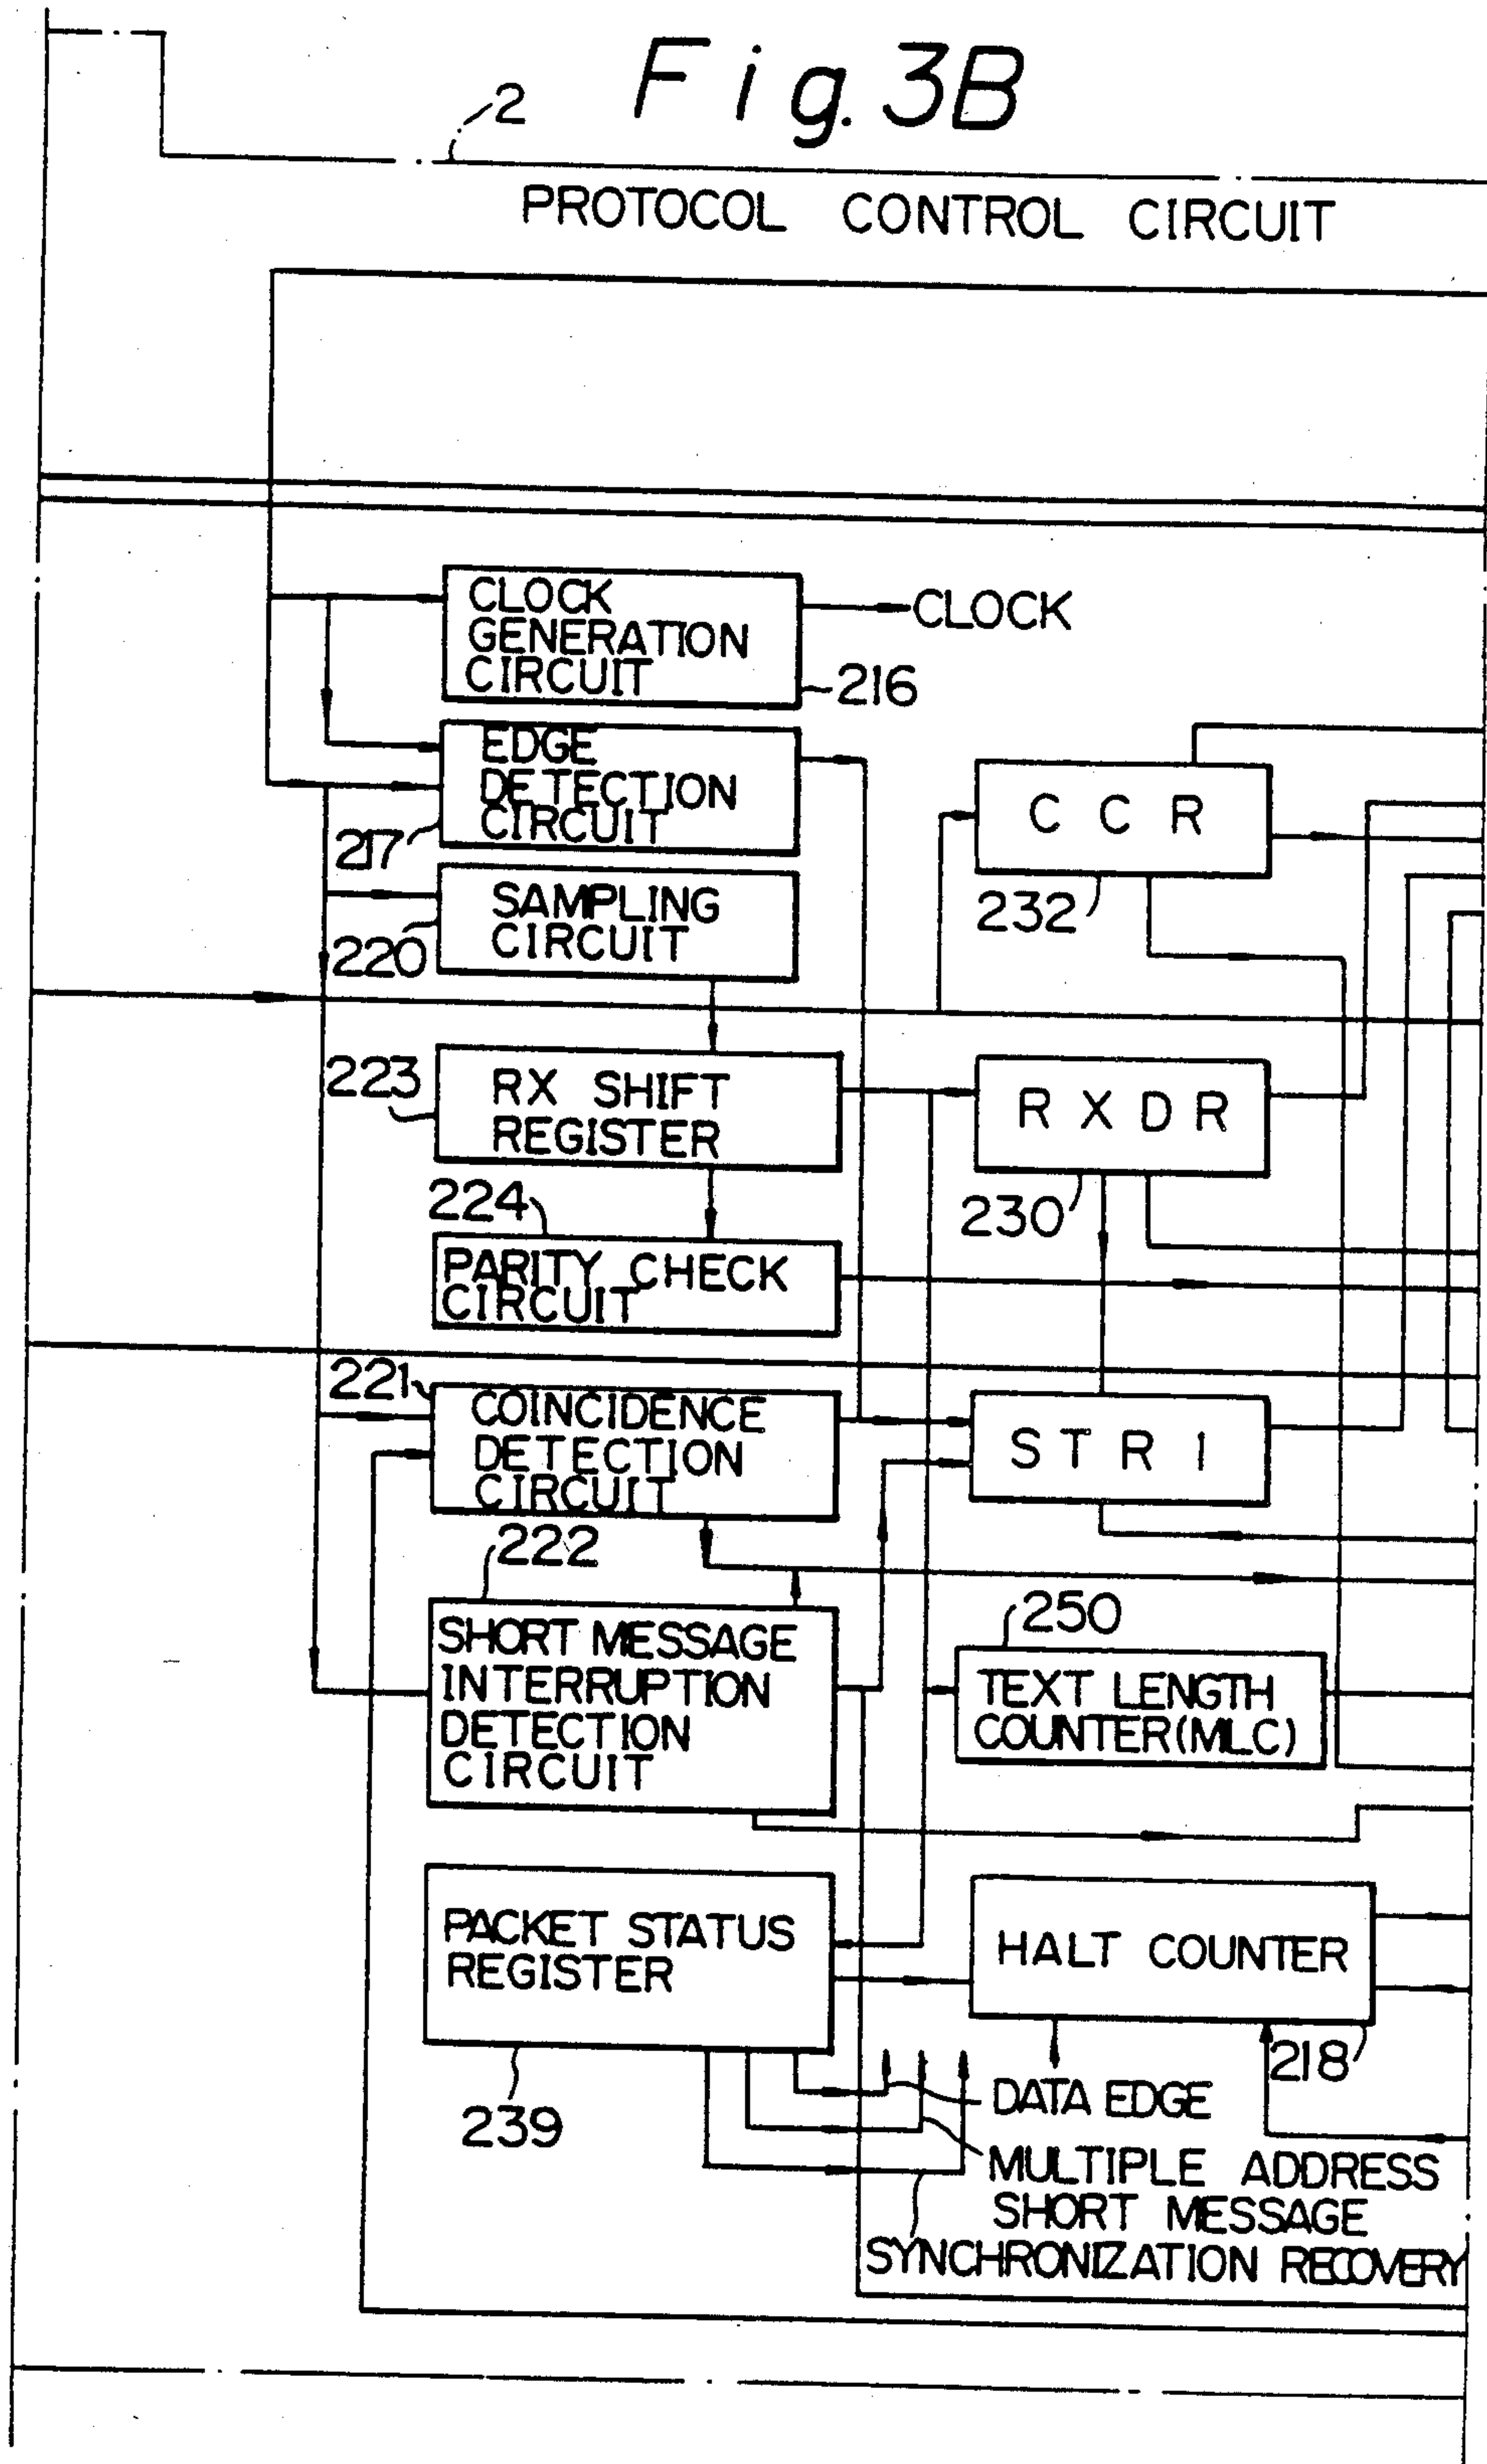 Fig. 3B
2
PROTOCOL CONTROL CIRCUIT
CLOCK
GENERATION
CIRCUIT
CLOCK
216
EDGE
DETECTION
CIRCUIT
217
C C R
232
SAMPLING
CIRCUIT
220
223
RX SHIFT
REGISTER
R X D R
230
224
PARITY CHECK
CIRCUIT
221
COINCIDENCE
DETECTION
CIRCUIT
S T R I
222
SHORT MESSAGE
INTERRUPTION
DETECTION
CIRCUIT
250
TEXT LENGTH
COUNTER(MLC)
PACKET STATUS
REGISTER
239
HALT COUNTER
218
DATA EDGE
MULTIPLE ADDRESS
SHORT MESSAGE
SYNCHRONIZATION RECOVERY